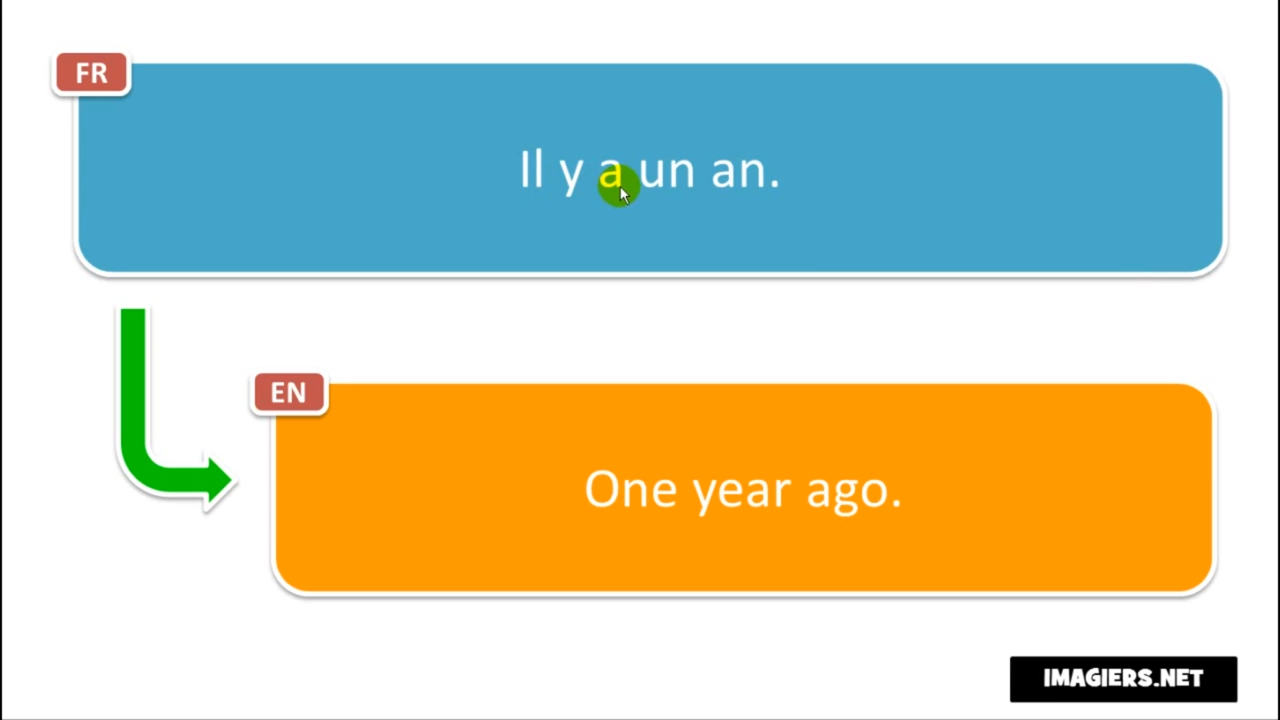 FR
Il y a un an.
EN
One year ago.
IMAGIERS.NET